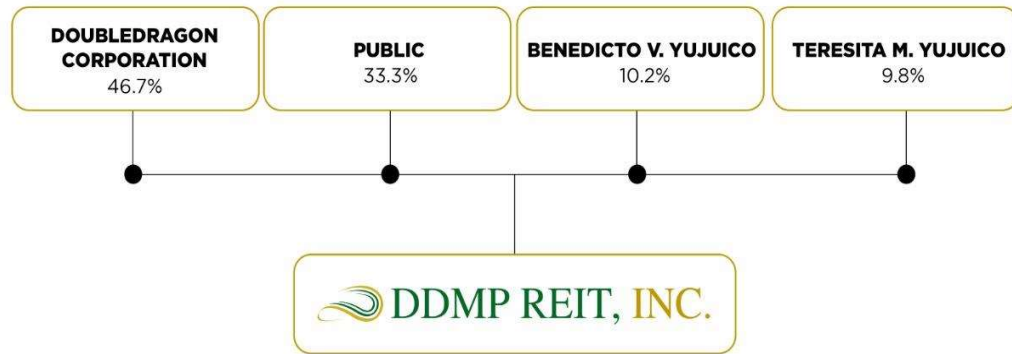 DOUBLEDRAGON
CORPORATION
46.7%
PUBLIC
33.3%
BENEDICTO V. YUJUICO
10.2%
TERESITA M. YUJUICO
9.8%
DDMP REIT, INC.